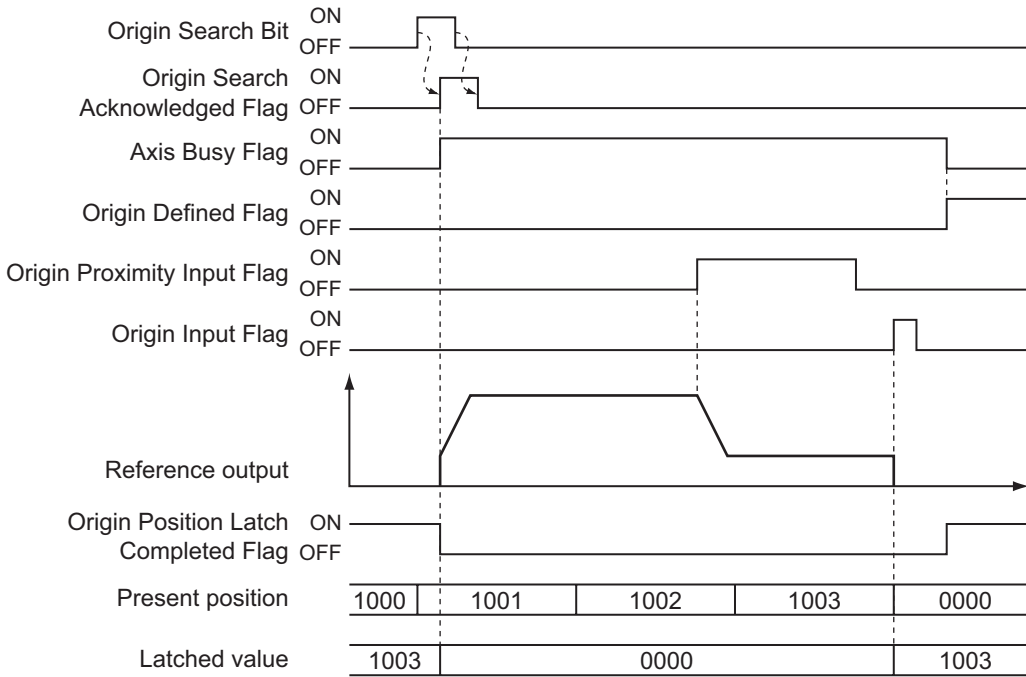 Origin Search Bit ON
OFF
Origin Search ON
Acknowledged Flag OFF
Axis Busy Flag ON
OFF
Origin Defined Flag ON
OFF
Origin Proximity Input Flag ON
OFF
Origin Input Flag ON
OFF
Reference output
Origin Position Latch ON
Completed Flag OFF
Present position 1000 1001 1002 1003 0000
Latched value 1003 0000 1003